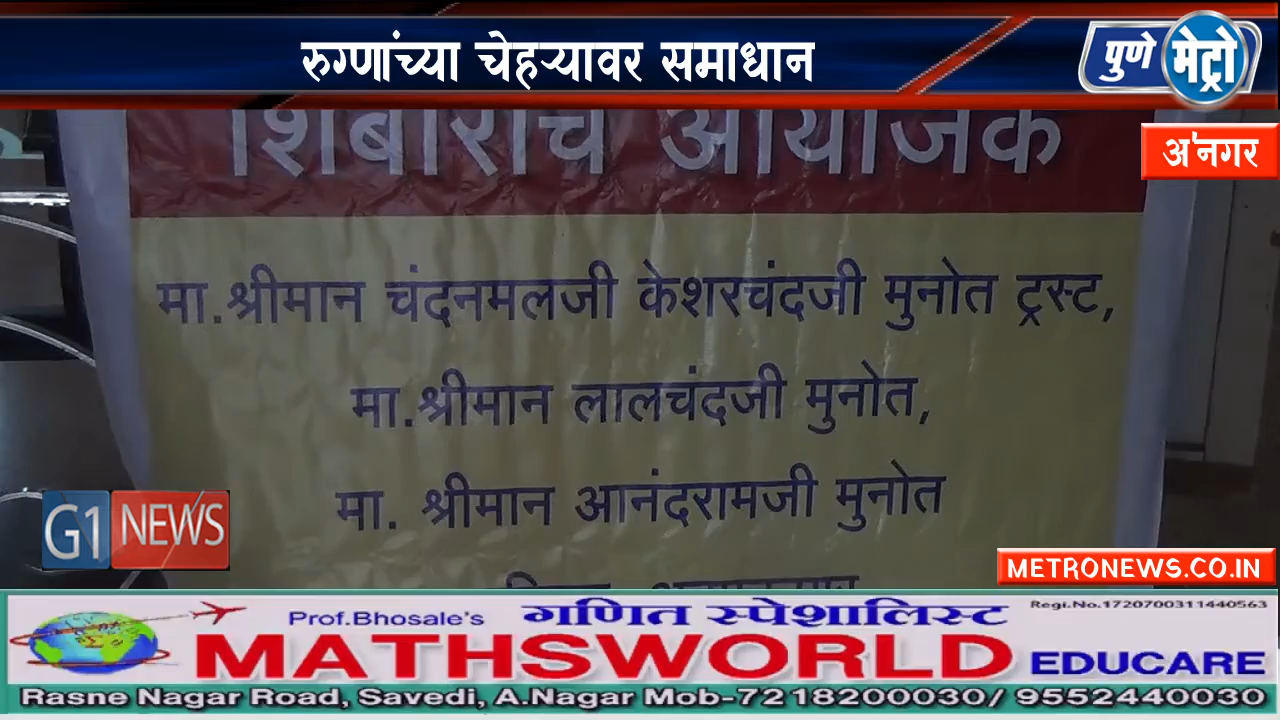 रुग्णांच्या चेहऱ्यावर समाधान
पुणे मेट्रो
अ'नगर
शिबीराचे आयोजक
मा.श्रीमान चंदनमलजी केशरचंदजी मुनोत ट्रस्ट,
मा.श्रीमान लालचंदजी मुनोत,
मा. श्रीमान आनंदरामजी मुनोत
G1 NEWS
METRONEWS.CO.IN
Regi.No.1720700311440563
Prof.Bhosale's गणित स्पेशालिस्ट
MATHSWORLD EDUCARE
Rasne Nagar Road, Savedi, A.Nagar Mob-7218200030/ 9552440030